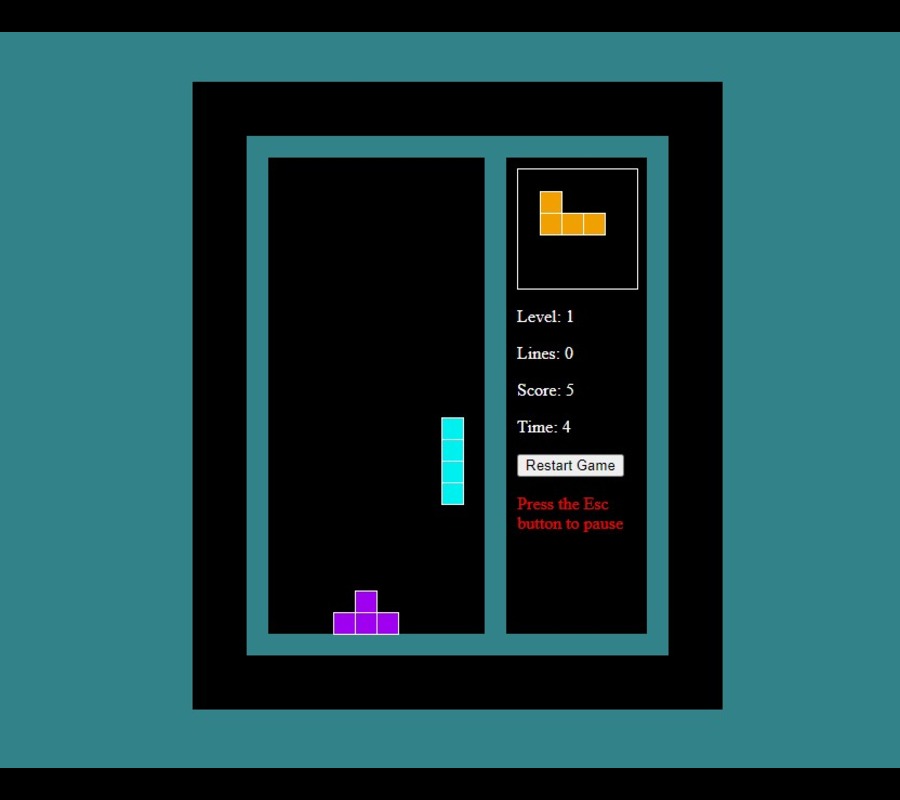 Level: 1
Lines: 0
Score: 5
Time: 4
Restart Game
Press the Esc
button to pause